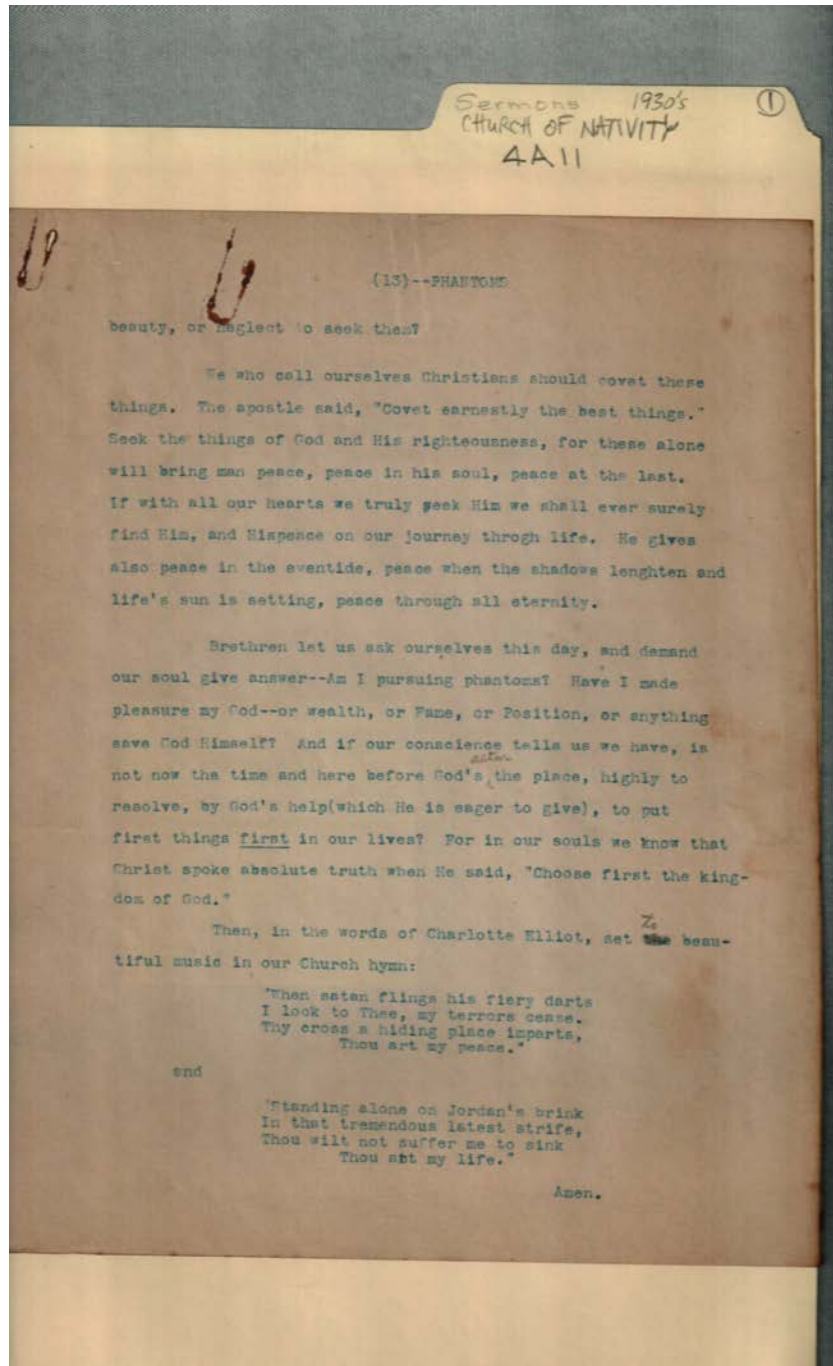 Sermons 1930's
①
CHURCH OF NATIVITY
4A11
(13)--PHANTOMS
beauty, or neglect to seek them?
We who call ourselves Christians should covet these
things. The apostle said, "Covet earnestly the best things."
Seek the things of God and His righteousness, for these alone
will bring man peace, peace in his soul, peace at the last.
If with all our hearts we truly seek Him we shall ever surely
find Him, and Hispeace on our journey throgh life. He gives
also peace in the eventide, peace when the shadows lenghten and
life's sun is setting, peace through all eternity.
Brethren let us ask ourselves this day, and demand
our soul give answer--Am I pursuing phantoms? Have I made
pleasure my God--or wealth, or Fame, or Position, or anything
save God Himself? And if our conscience tells us we have, is
not now the time and here before God's the place, highly to
resolve, by God's help(which He is eager to give), to put
first things first in our lives? For in our souls we know that
Christ spoke absolute truth when He said, "Choose first the king-
dom of God."
Then, in the words of Charlotte Elliot, set to beau-
tiful music in our Church hymn:
"When satan flings his fiery darts
I look to Thee, my terrors cease.
Thy cross a hiding place imparts,
Thou art my peace."
and
"Standing alone on Jordan's brink
In that tremendous latest strife,
Thou wilt not suffer me to sink
Thou art my life."
Amen.